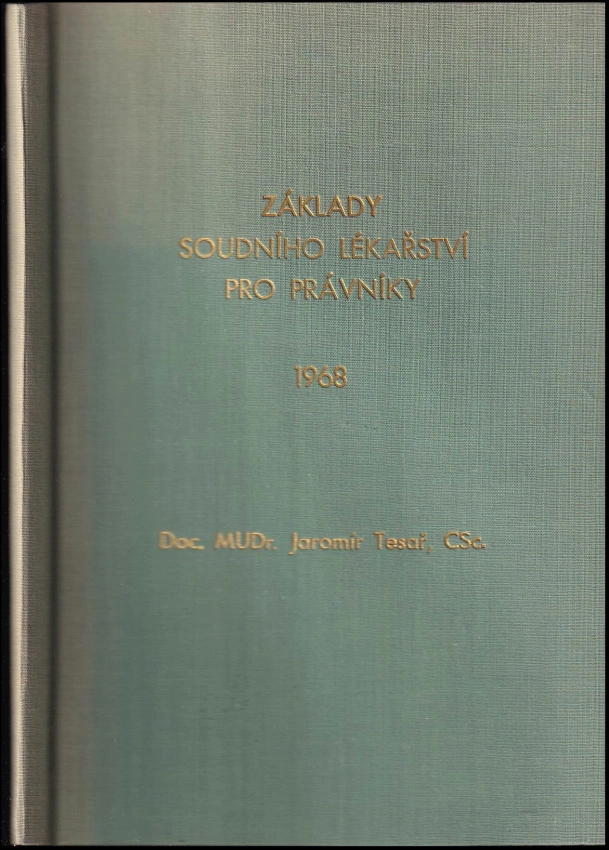 ZÁKLADY
SOUDNÍHO LÉKAŘSTVÍ
PRO PRÁVNÍKY
1968
Doc. MUDr. Jaromír Tesař, CSc.